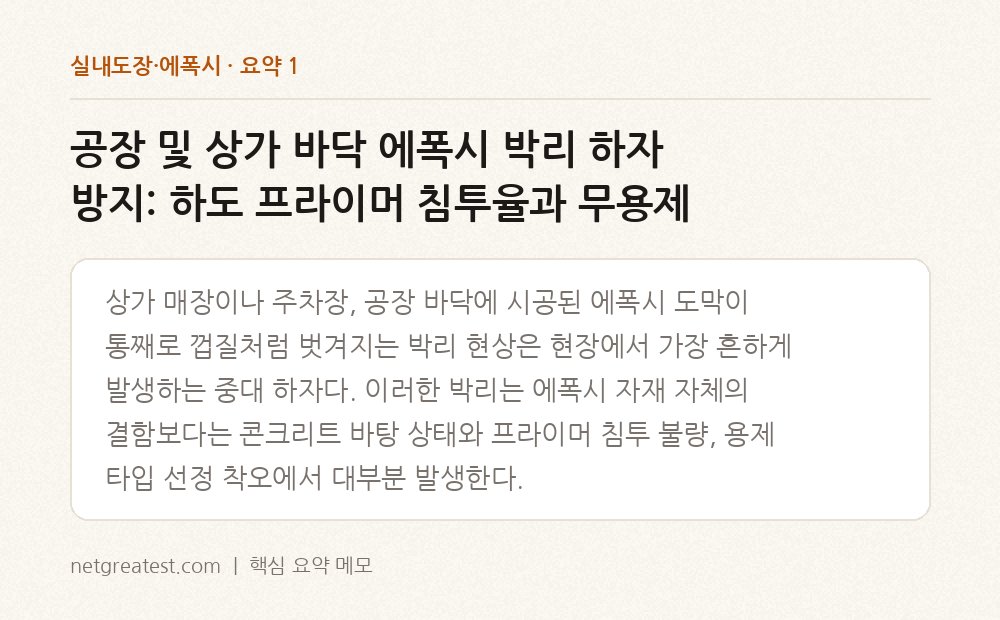 실내도장·에폭시 · 요약 1
공장 및 상가 바닥 에폭시 박리 하자
방지: 하도 프라이머 침투율과 무용제
상가 매장이나 주차장, 공장 바닥에 시공된 에폭시 도막이
통째로 껍질처럼 벗겨지는 박리 현상은 현장에서 가장 흔하게
발생하는 중대 하자다. 이러한 박리는 에폭시 자재 자체의
결함보다는 콘크리트 바탕 상태와 프라이머 침투 불량, 용제
타입 선정 착오에서 대부분 발생한다.
netgreatest.com | 핵심 요약 메모